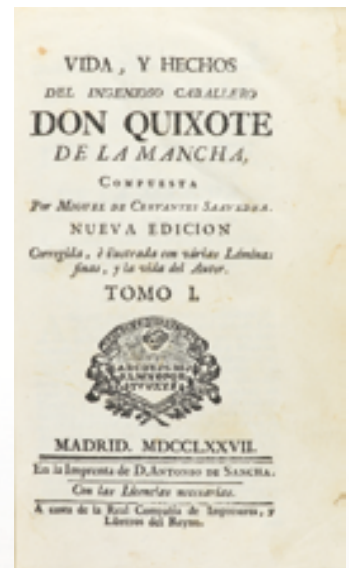 VIDA, Y HECHOS
DEL INGENIOSO CABALLERO
DON QUIXOTE
DE LA MANCHA,
COMPUESTA
Por MIGUEL DE CERVANTES SAAVEDRA.
NUEVA EDICION
Corregida, è ilustrada con várias Láminas
finas, y la vida del Autor.
TOMO I.
MADRID. MDCCLXXVII.
En la Imprenta de D. ANTONIO DE SANCHA.
Con las Licencias necesarias.
A costa de la Real Compañía de Impresores, y
Libreros del Reyno.